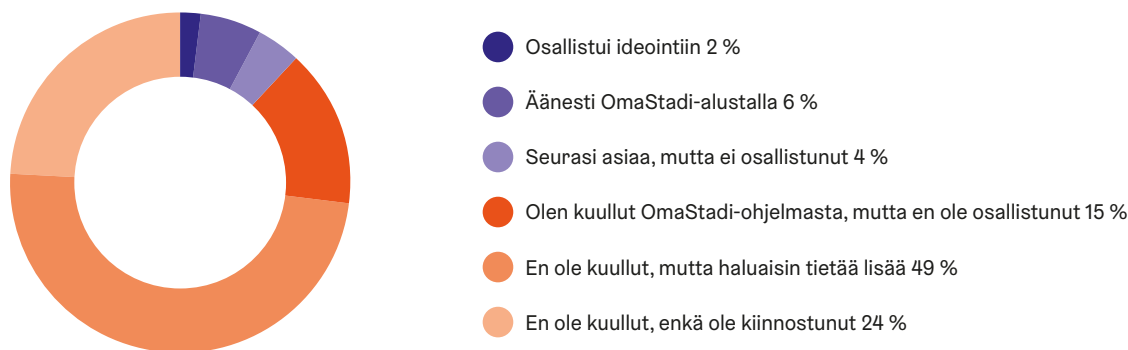 Osallistui ideointiin 2 %
Äänesti OmaStadi-alustalla 6 %
Seurasi asiaa, mutta ei osallistunut 4 %
Olen kuullut OmaStadi-ohjelmasta, mutta en ole osallistunut 15 %
En ole kuullut, mutta haluaisin tietää lisää 49 %
En ole kuullut, enkä ole kiinnostunut 24 %